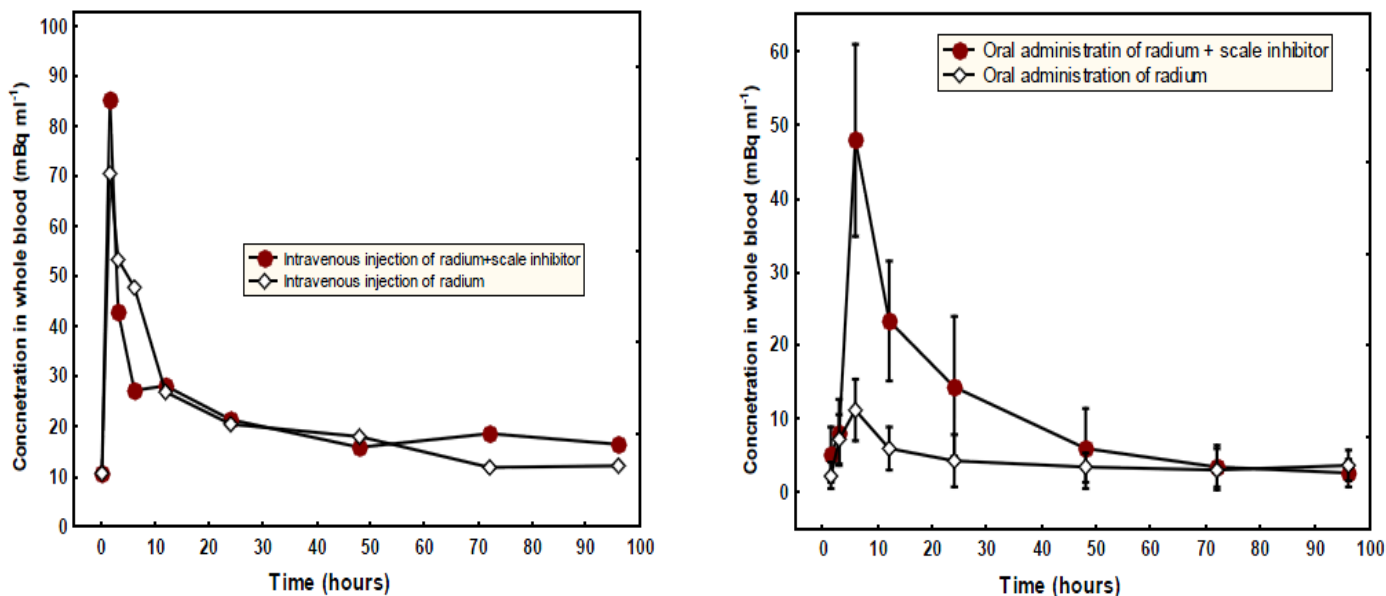 Concnetration in whole blood (mBq ml⁻¹)
100
90
80
70
60
50
40
30
20
10
0
Intravenous injection of radium+scale inhibitor
Intravenous injection of radium
0 10 20 30 40 50 60 70 80 90 100
Time (hours)
Concnetration in whole blood (mBq ml⁻¹)
60
50
40
30
20
10
0
Oral administratin of radium + scale inhibitor
Oral administration of radium
0 10 20 30 40 50 60 70 80 90 100
Time (hours)